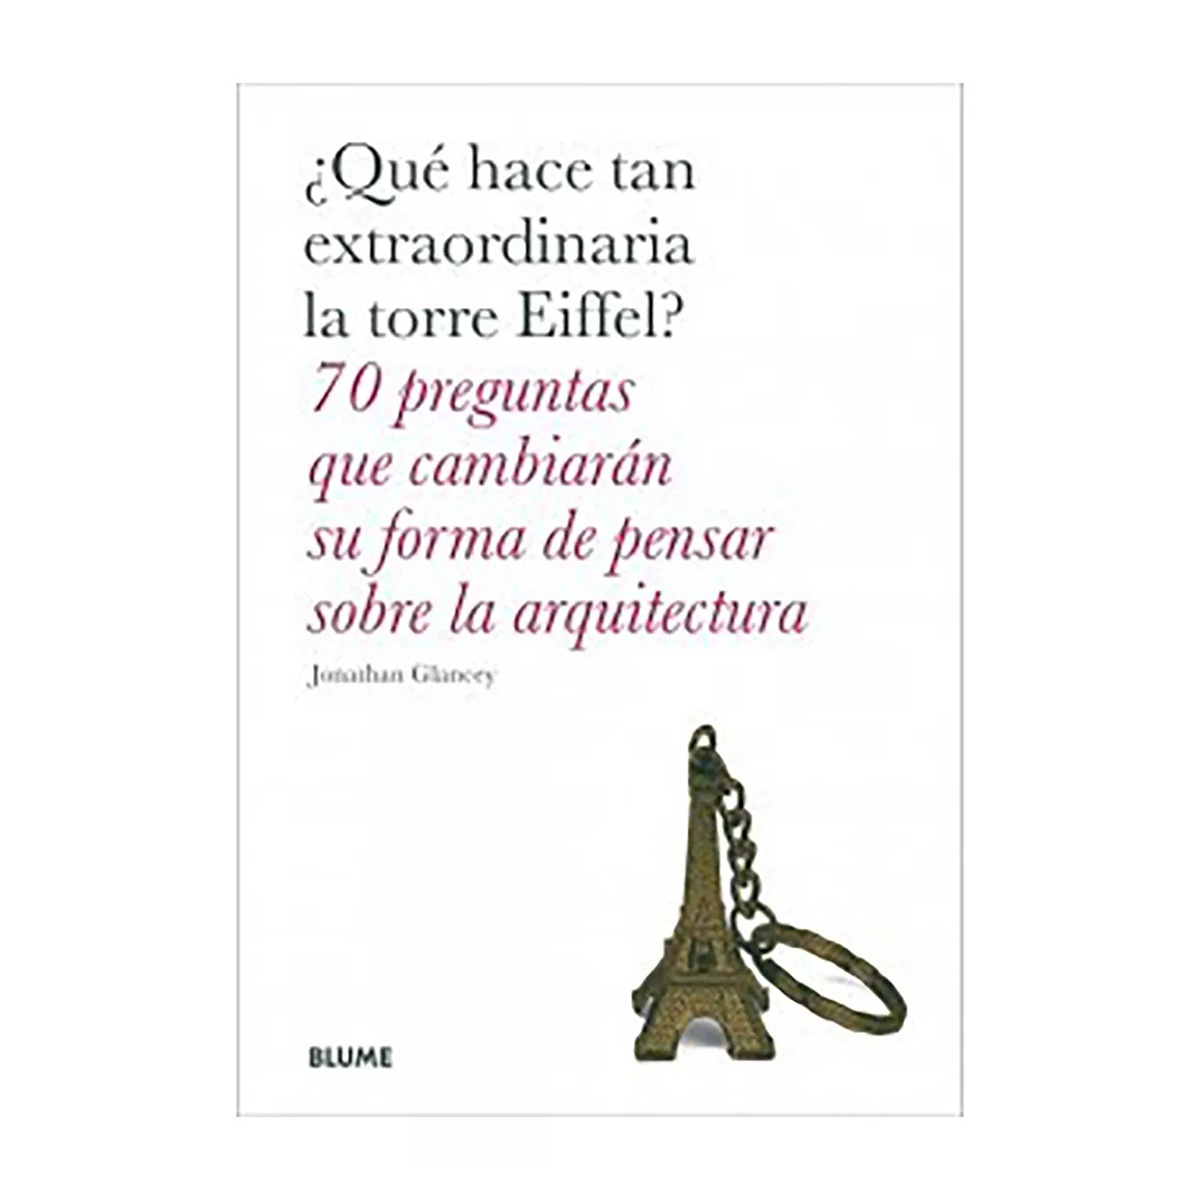 ¿Qué hace tan
extraordinaria
la torre Eiffel?
70 preguntas
que cambiarán
su forma de pensar
sobre la arquitectura
Jonathan Glancey
BLUME